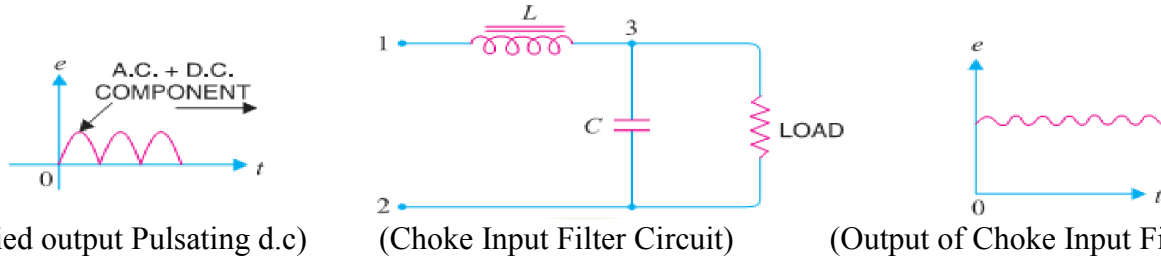 L
1
3
e
A.C. + D.C.
COMPONENT
e
C
LOAD
0
t
2
0
t
ied output Pulsating d.c)
(Choke Input Filter Circuit)
(Output of Choke Input Fi